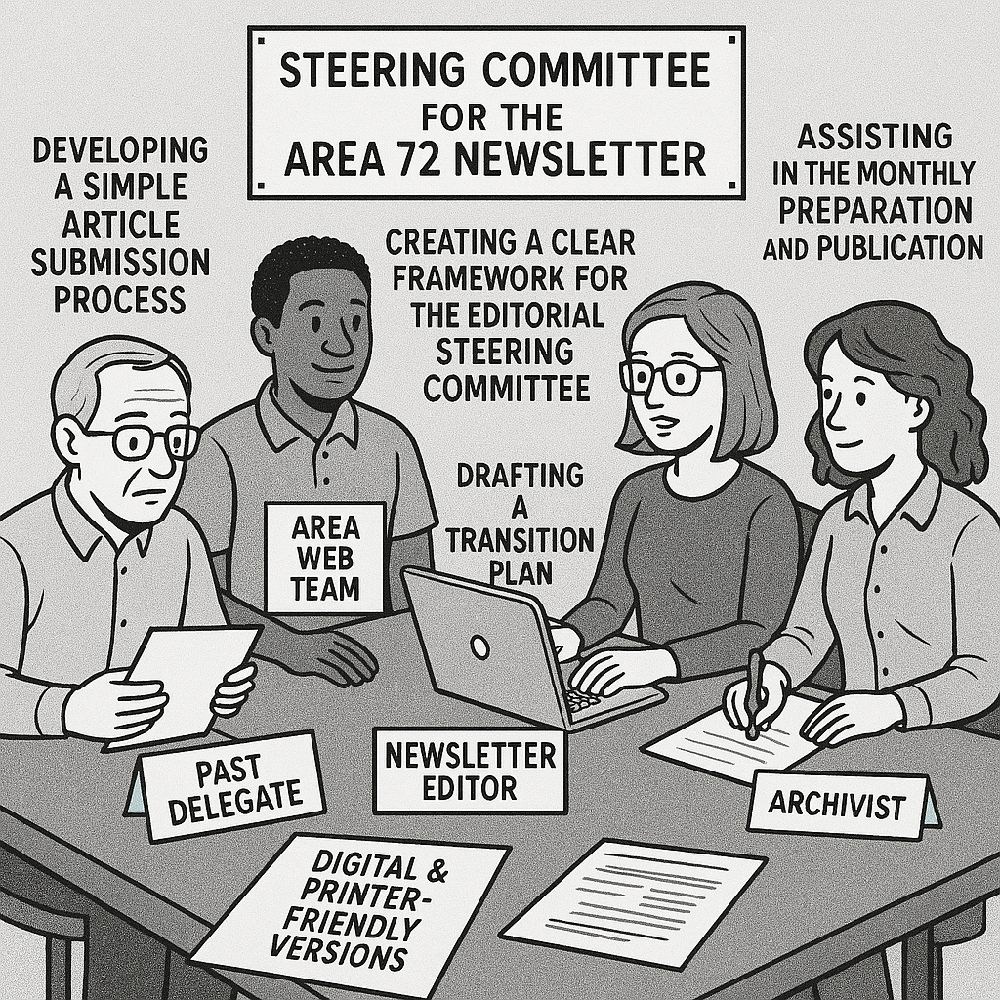 STEERING COMMITTEE
FOR THE
AREA 72 NEWSLETTER
DEVELOPING
A SIMPLE
ARTICLE
SUBMISSION
PROCESS
CREATING A CLEAR
FRAMEWORK FOR
THE EDITORIAL
STEERING
COMMITTEE
ASSISTING
IN THE MONTHLY
PREPARATION
AND PUBLICATION
DRAFTING
A
TRANSITION
PLAN
AREA
WEB
TEAM
PAST
DELEGATE
NEWSLETTER
EDITOR
ARCHIVIST
DIGITAL &
PRINTER-
FRIENDLY
VERSIONS